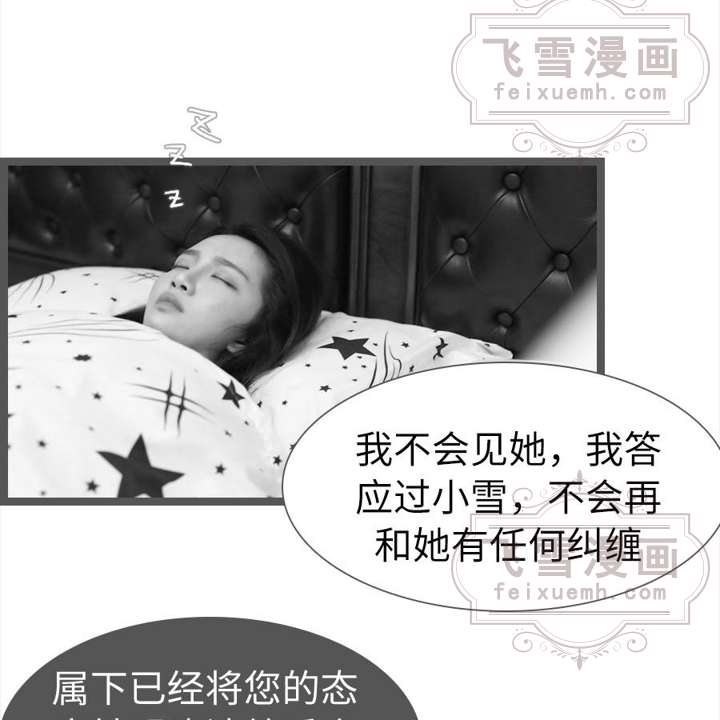 飞雪漫画
feixuemh.com
z
z
z
我不会见她，我答
应过小雪，不会再
和她有任何纠缠
飞雪漫画
feixuemh.com
属下已经将您的态